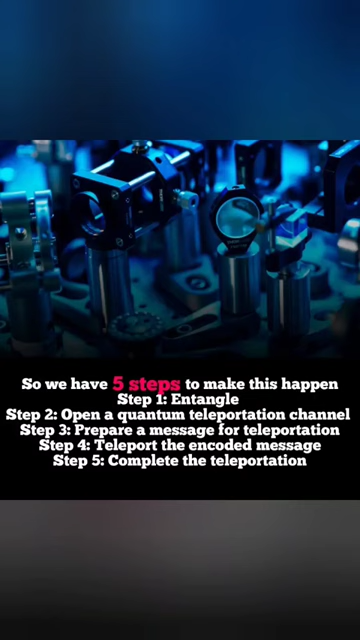 So we have 5 steps to make this happen
Step 1: Entangle
Step 2: Open a quantum teleportation channel
Step 3: Prepare a message for teleportation
Step 4: Teleport the encoded message
Step 5: Complete the teleportation